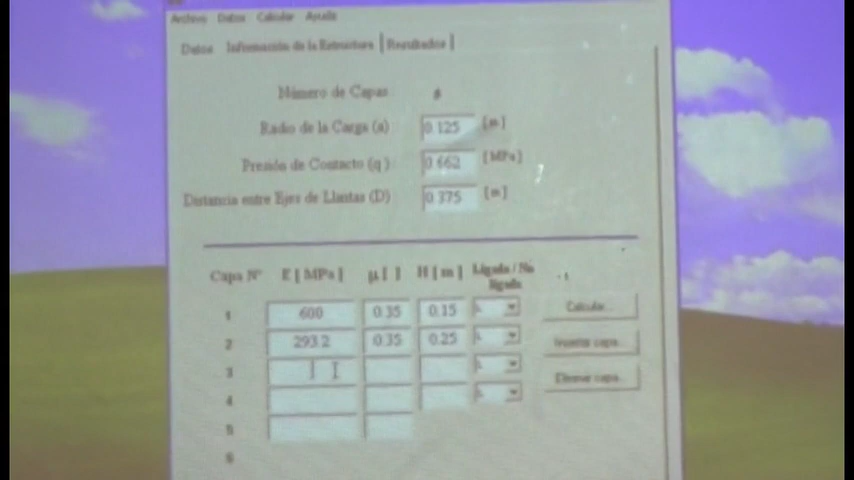 Archivo Datos Calcular Ayuda
Datos Información de la Estructura Resultados
Número de Capas
Radio de la Carga (a) 0.125 [m]
Presión de Contacto (q) 0.662 [MPa]
Distancia entre Ejes de Llantas (D) 0.375 [m]
Capa Nº E [ MPa ] μ [ ] H [ m ] Ligada / No ligada
1 600 0.35 0.15 L Calcular...
2 293.2 0.35 0.25 L Insertar capa...
3 L Eliminar capa...
4 L
5
6